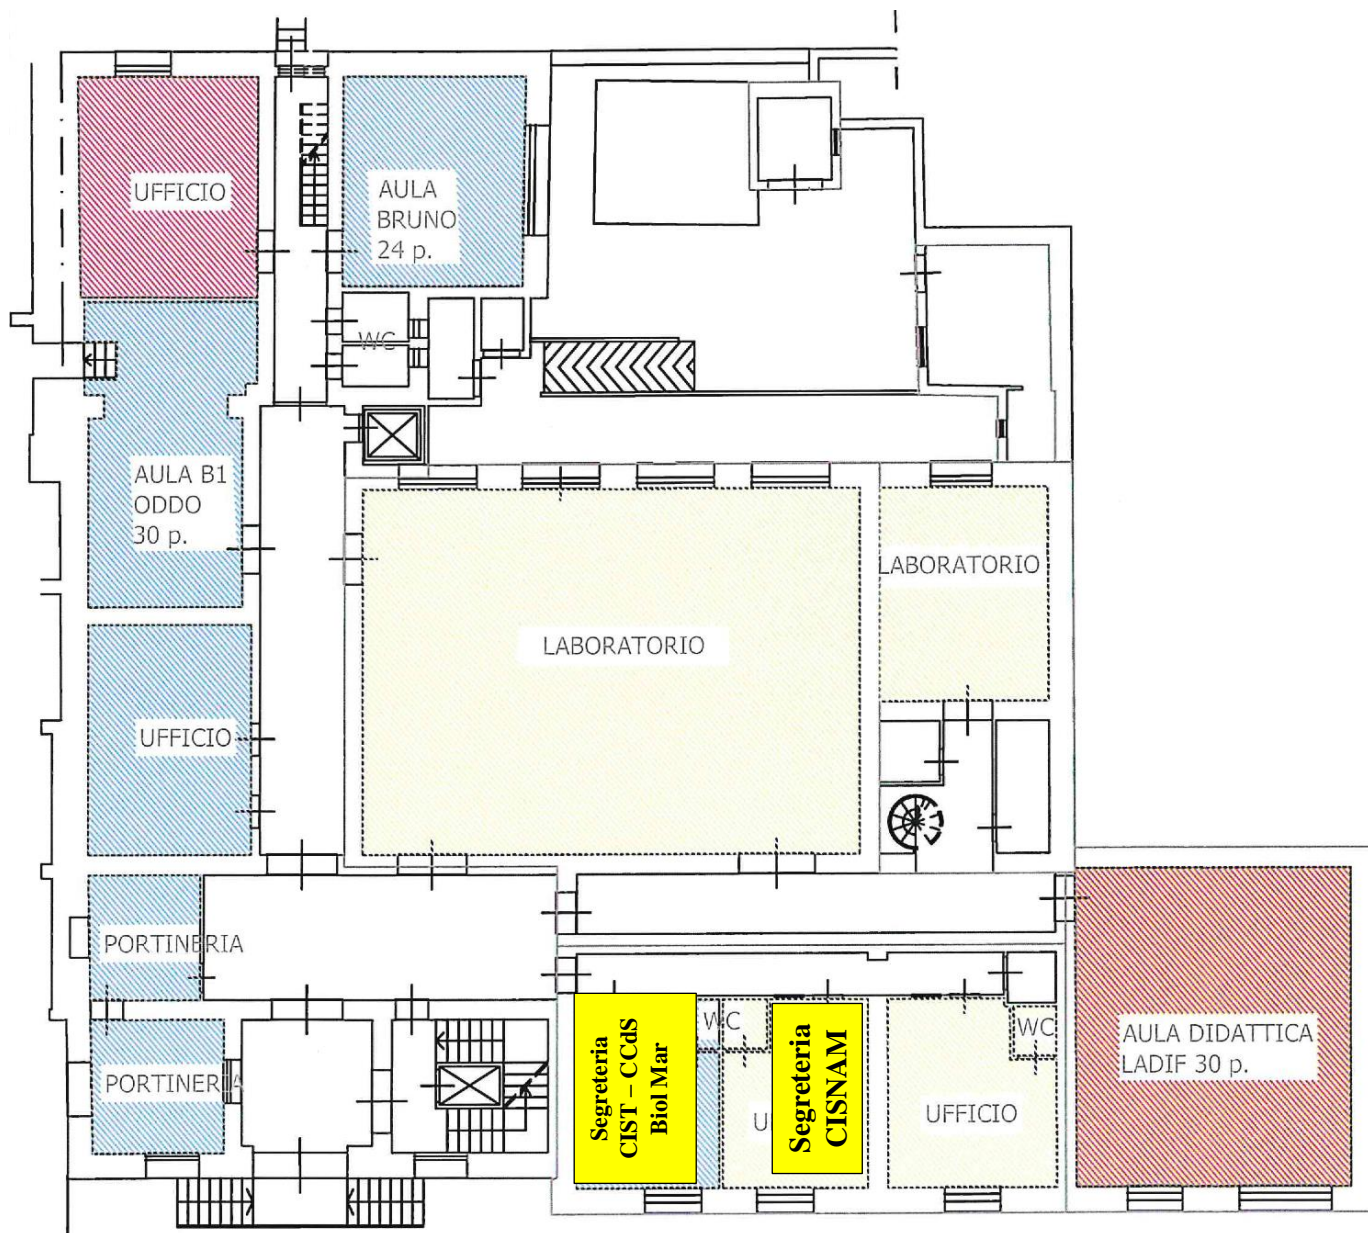 UFFICIO
AULA
BRUNO
24 p.
WC
AULA B1
ODDO
30 p.
LABORATORIO
LABORATORIO
UFFICIO
PORTINERIA
PORTINERIA
Segreteria
CIST – CCdS
Biol Mar
WC
Segreteria
CISNAM
WC
UFFICIO
AULA DIDATTICA
LADIF 30 p.